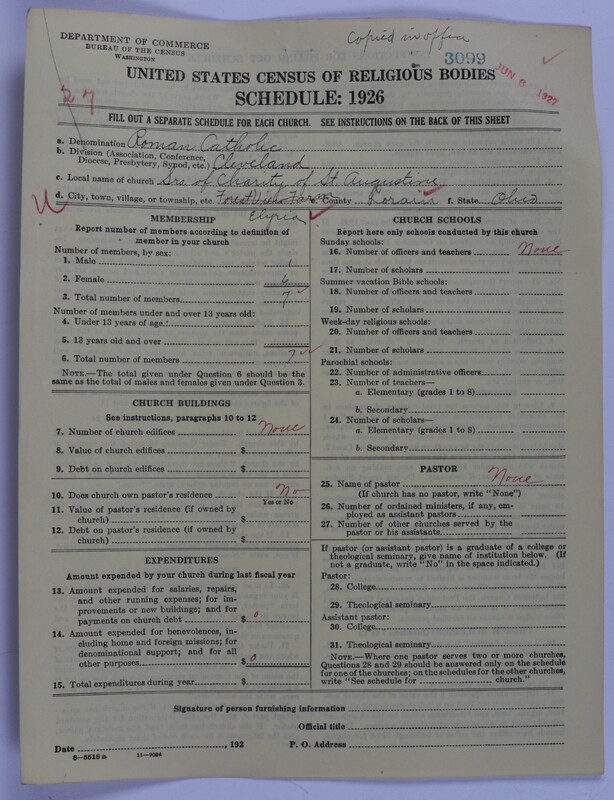 DEPARTMENT OF COMMERCE
BUREAU OF THE CENSUS
WASHINGTON
Copied in office
3099
JUN 8 1927
27
UNITED STATES CENSUS OF RELIGIOUS BODIES
SCHEDULE: 1926
FILL OUT A SEPARATE SCHEDULE FOR EACH CHURCH. SEE INSTRUCTIONS ON THE BACK OF THIS SHEET
a. Denomination Roman Catholic
b. Division (Association, Conference, Diocese, Presbytery, Synod, etc.) Cleveland
c. Local name of church Srs. of Charity of St. Augustine
d. City, town, village, or township, etc. Forest View Farm e. County Lorain f. State Ohio
Elyria
MEMBERSHIP
Report number of members according to definition of
member in your church
Number of members, by sex:
1. Male 1
2. Female 6
3. Total number of members 7
Number of members under and over 13 years old:
4. Under 13 years of age
5. 13 years old and over
6. Total number of members 7
NOTE.—The total given under Question 6 should be
the same as the total of males and females given under Question 3.
CHURCH BUILDINGS
See instructions, paragraphs 10 to 12
7. Number of church edifices None
8. Value of church edifices $
9. Debt on church edifices $
10. Does church own pastor's residence No
Yes or No
11. Value of pastor's residence (if owned by
church) $
12. Debt on pastor's residence (if owned by
church) $
EXPENDITURES
Amount expended by your church during last fiscal year
13. Amount expended for salaries, repairs,
and other running expenses; for im-
provements or new buildings; and for
payments on church debt $ 0
14. Amount expended for benevolences, in-
cluding home and foreign missions; for
denominational support; and for all
other purposes $ 0
15. Total expenditures during year $
CHURCH SCHOOLS
Report here only schools conducted by this church
Sunday schools:
16. Number of officers and teachers None
17. Number of scholars
Summer vacation Bible schools:
18. Number of officers and teachers
19. Number of scholars
Week-day religious schools:
20. Number of officers and teachers
21. Number of scholars
Parochial schools:
22. Number of administrative officers
23. Number of teachers—
a. Elementary (grades 1 to 8)
b. Secondary
24. Number of scholars—
a. Elementary (grades 1 to 8)
b. Secondary
PASTOR
25. Name of pastor None
(If church has no pastor, write "None")
26. Number of ordained ministers, if any, em-
ployed as assistant pastors
27. Number of other churches served by the
pastor or his assistants
If pastor (or assistant pastor) is a graduate of a college or
theological seminary, give name of institution below. (If
not a graduate, write "No" in the space indicated.)
Pastor:
28. College
29. Theological seminary
Assistant pastor:
30. College
31. Theological seminary
NOTE.—Where one pastor serves two or more churches,
Questions 28 and 29 should be answered only on the schedule
for one of the churches; on the schedules for the other churches,
write "See schedule for church."
Signature of person furnishing information
Official title
Date , 192 P. O. Address
8—5518 a 11—9554